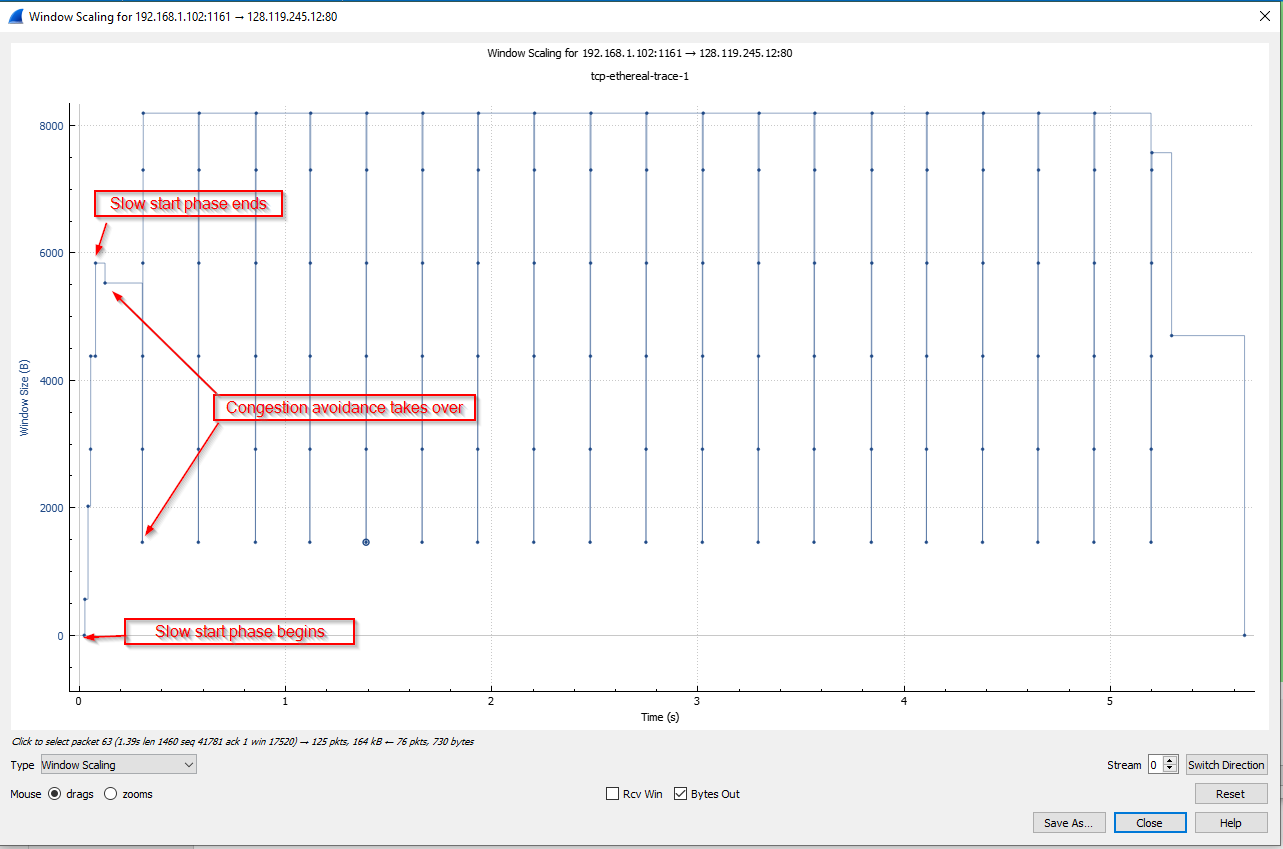 Window Scaling for 192.168.1.102:1161 → 128.119.245.12:80
Window Scaling for 192.168.1.102:1161 → 128.119.245.12:80
tcp-ethereal-trace-1
8000
Slow start phase ends
6000
Window Size (B)
4000
Congestion avoidance takes over
2000
Slow start phase begins
0
0 1 2 3 4 5
Time (s)
Click to select packet 63 (1.39s len 1460 seq 41781 ack 1 win 17520) → 125 pkts, 164 kB ← 76 pkts, 730 bytes
Type Window Scaling Stream 0 Switch Direction
Mouse drags zooms Rcv Win Bytes Out Reset
Save As... Close Help